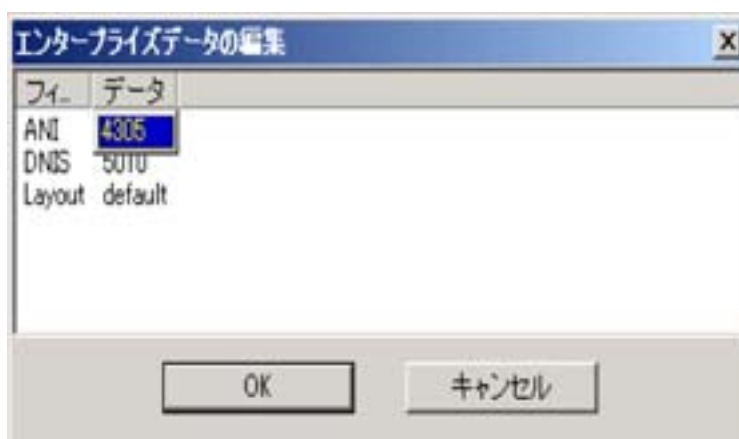 エンタープライズデータの編集
フィ... データ
ANI 4305
DNIS 5010
Layout default
OK キャンセル